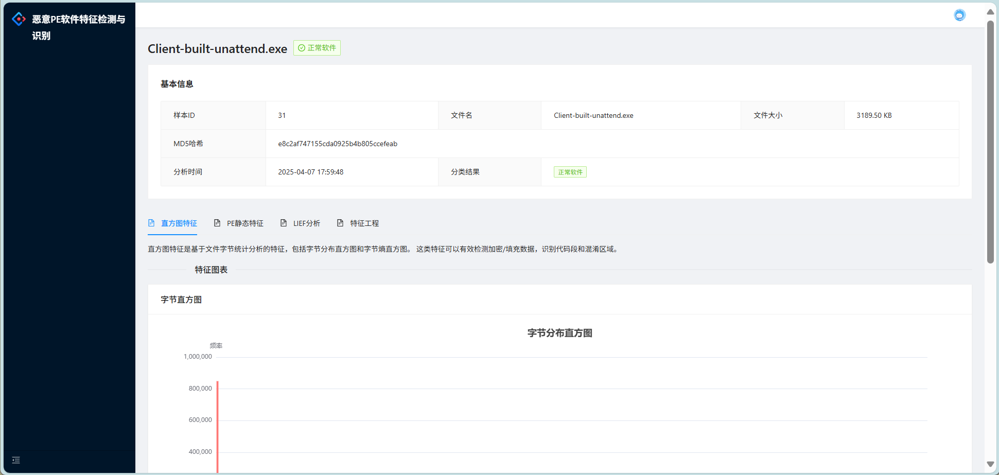 恶意PE软件特征检测与
识别
Client-built-unattend.exe 正常软件
基本信息
样本ID 31 文件名 Client-built-unattend.exe 文件大小 3189.50 KB
MD5哈希 e8c2af747155cda0925b4b805ccefeab
分析时间 2025-04-07 17:59:48 分类结果 正常软件
直方图特征 PE静态特征 LIEF分析 特征工程
直方图特征是基于文件字节统计分析的特征，包括字节分布直方图和字节熵直方图。 这类特征可以有效检测加密/填充数据，识别代码段和混淆区域。
特征图表
字节直方图
字节分布直方图
频率
1,000,000
800,000
600,000
400,000